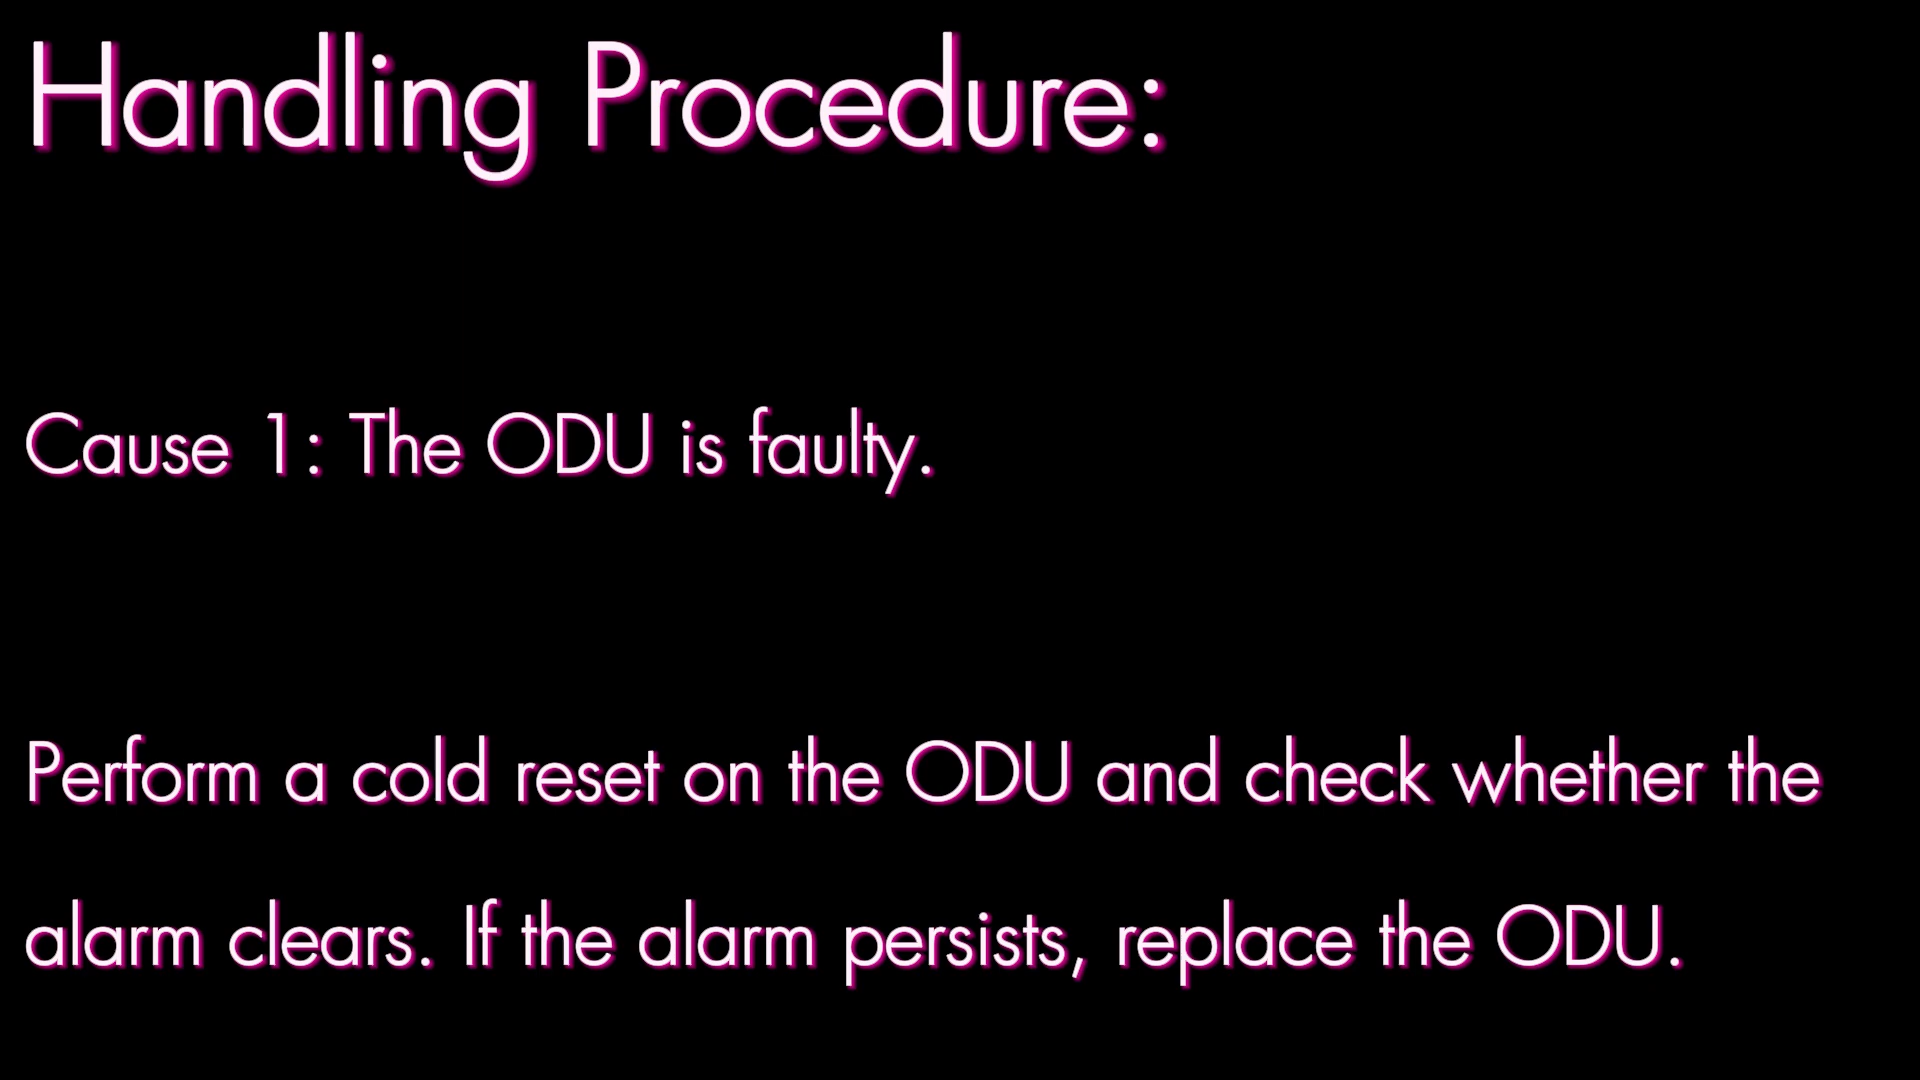 Handling Procedure:
Cause 1: The ODU is faulty.
Perform a cold reset on the ODU and check whether the
alarm clears. If the alarm persists, replace the ODU.